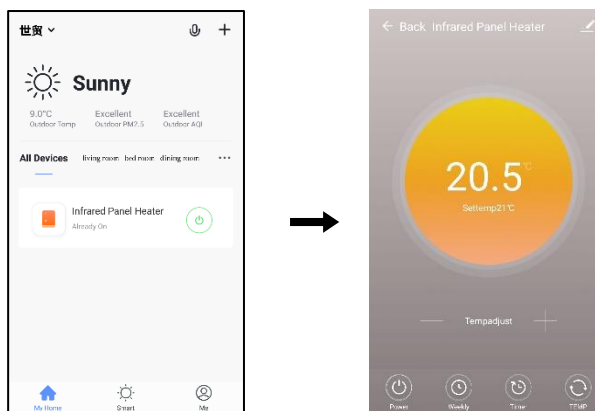 世贸
Sunny
9.0°C Excellent Excellent
Outdoor Temp Outdoor PM2.5 Outdoor AQI
All Devices living room bed room dining room ...
Infrared Panel Heater
Already On
My Home Smart Me
← Back Infrared Panel Heater
20.5℃
Settemp21℃
Tempadjust
Power Weekly Time TEMP